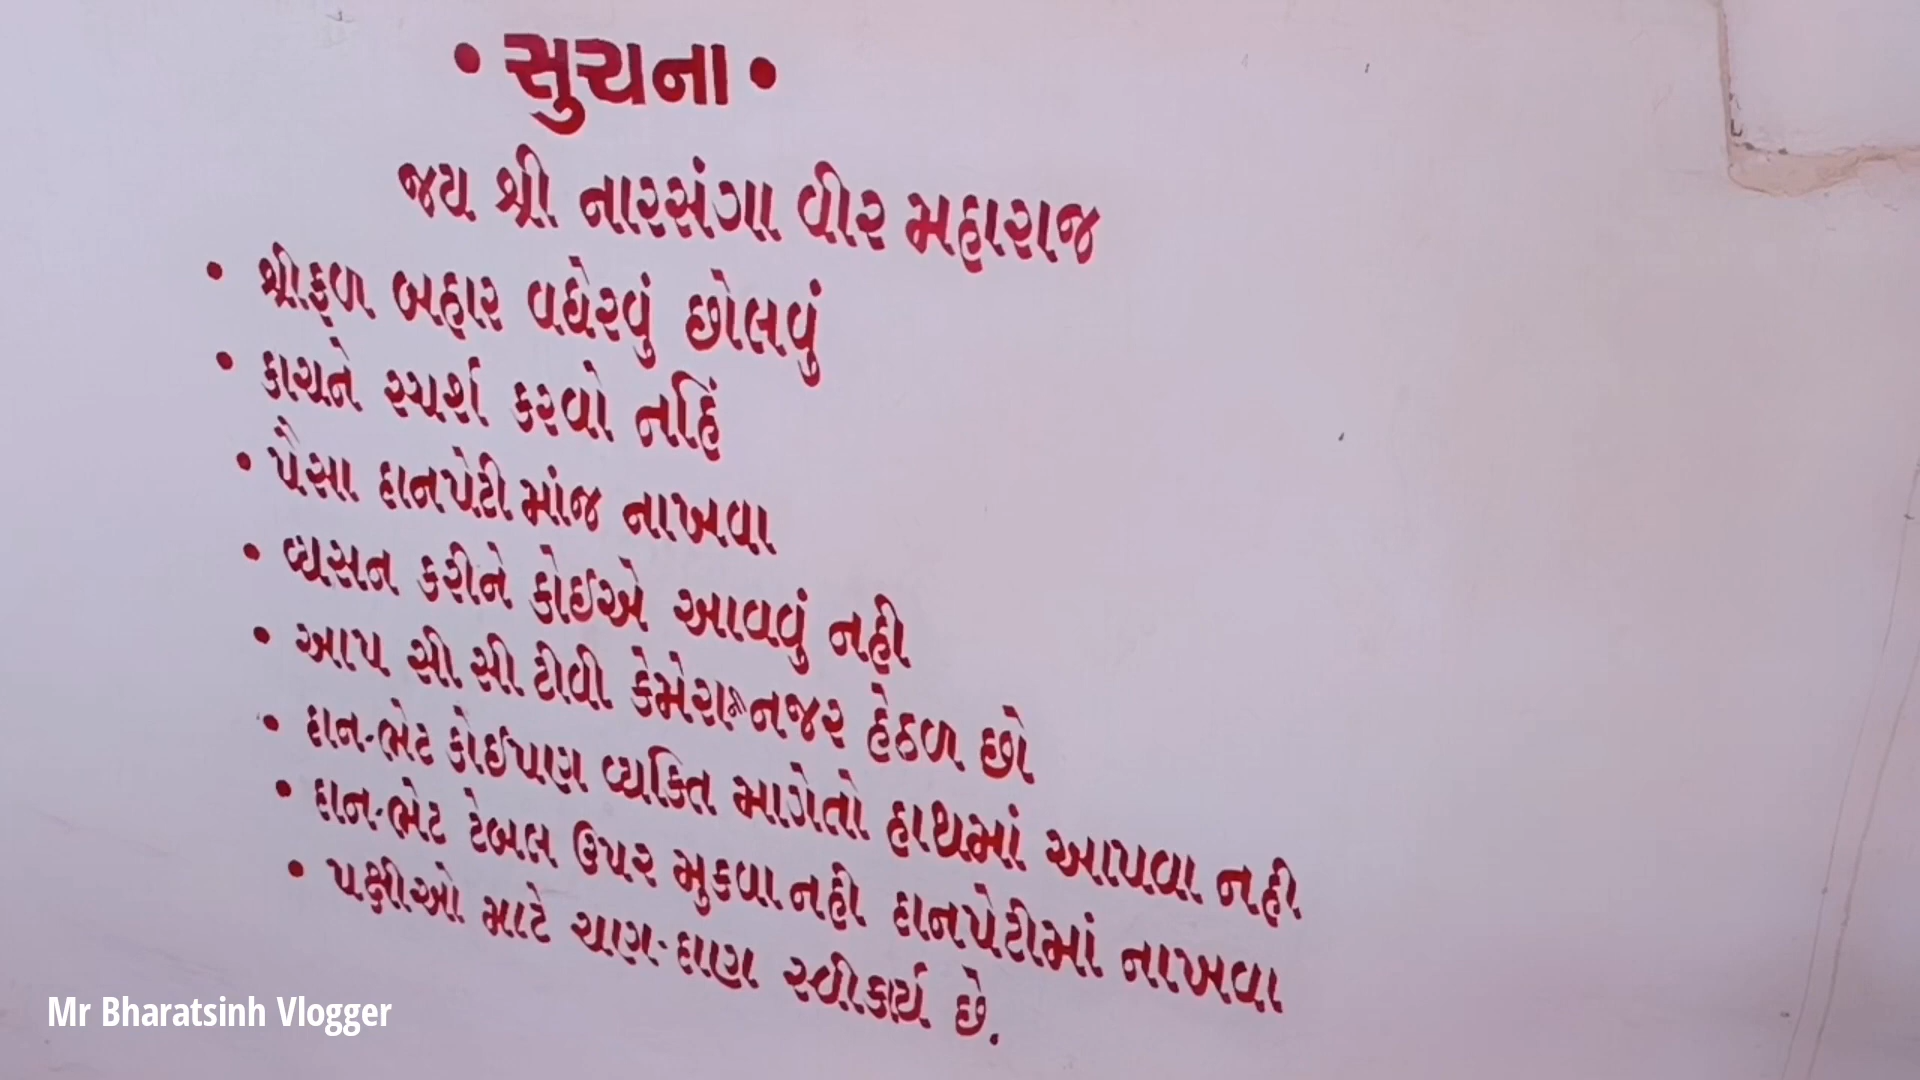 • સુચના •
જય શ્રી નારસંગા વીર મહારાજ
• શ્રીફળ બહાર વધેરવું છોલવું
• કાચને સ્પર્શ કરવો નહિં
• પૈસા દાનપેટી માંજ નાખવા
• વ્યસન કરીને કોઈએ આવવું નહી
• આપ સી સી ટીવી કેમેરાની નજર હેઠળ છો
• દાન-ભેટ કોઈપણ વ્યકિત માગેતો હાથમાં આપવા નહી
• દાન-ભેટ ટેબલ ઉપર મુકવા નહી દાનપેટીમાં નાખવા
• પક્ષીઓ માટે ચાણ-દાણ સ્વીકાર્ય છે.
Mr Bharatsinh Vlogger